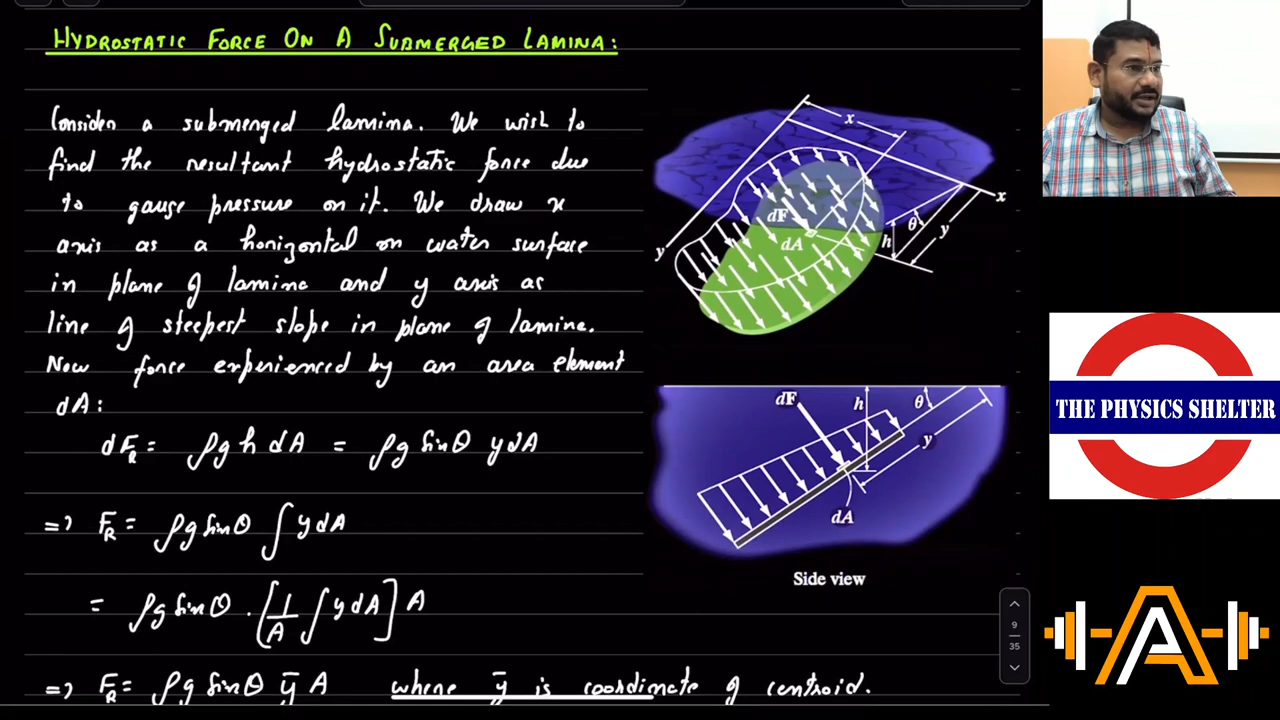 HYDROSTATIC FORCE ON A SUBMERGED LAMINA:
Consider a submerged lamina. We wish to
find the resultant hydrostatic force due
to gauge pressure on it. We draw x
axis as a horizontal on water surface
in plane of lamina and y axis as
line of steepest slope in plane of lamina.
Now force experienced by an area element
dA:
dF_R = ρg h dA = ρg sinθ y dA
=> F_R = ρg sinθ ∫ y dA
= ρg sinθ . [1/A ∫ y dA] A
=> F_R = ρg sinθ ȳ A where ȳ is coordinate of centroid.
x
x
y
dF
dA
h
θ
y
dF
h
θ
y
dA
Side view
9
35
THE PHYSICS SHELTER
A